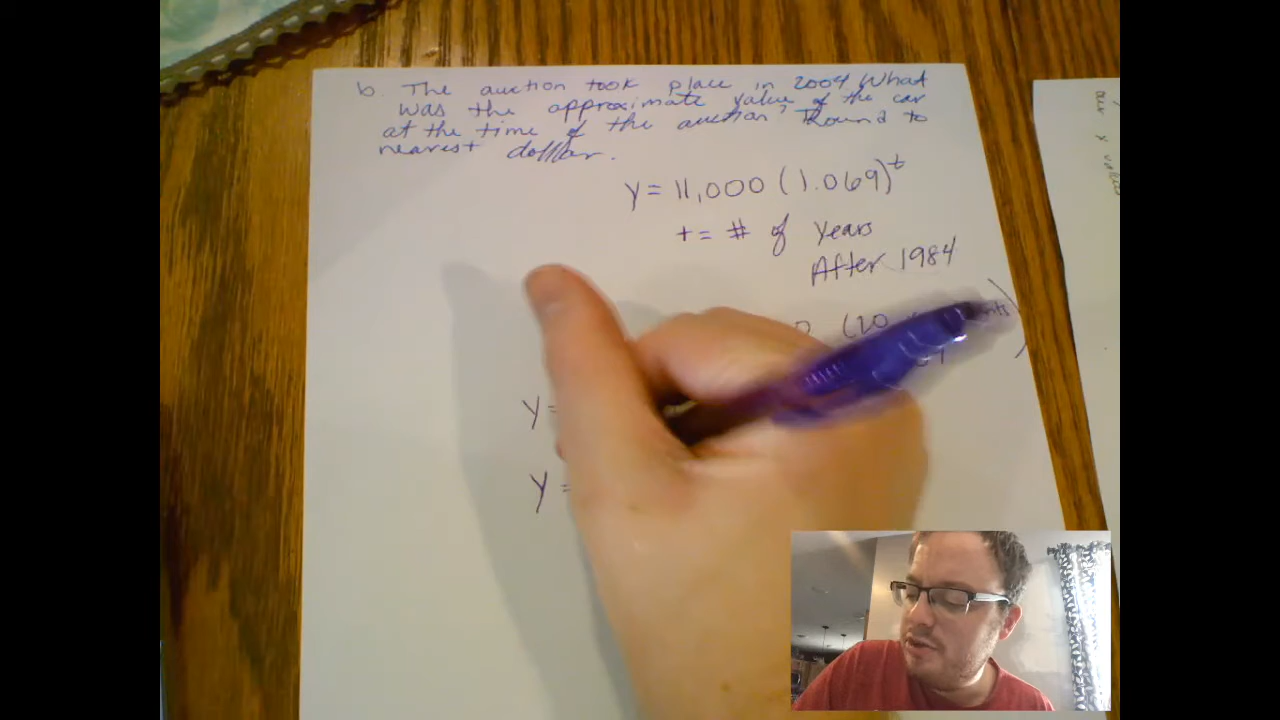 b. The auction took place in 2004 What
was the approximate value of the car
at the time of the auction? Round to
nearest dollar.
y = 11,000 (1.069)^t
t = # of years
After 1984
(20
y =
y =